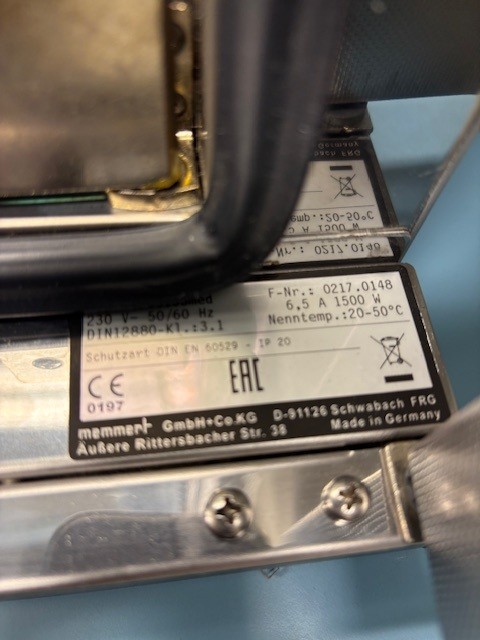 230 V~ 50/60 Hz
DIN12880-Kl.:3.1
F-Nr.: 0217.0148
6,5 A 1500 W
Nenntemp.:20-50°C
Schutzart DIN EN 60529 - IP 20
CE
0197
EAC
memmert GmbH+Co.KG D-91126 Schwabach FRG
Äußere Rittersbacher Str. 38 Made in Germany